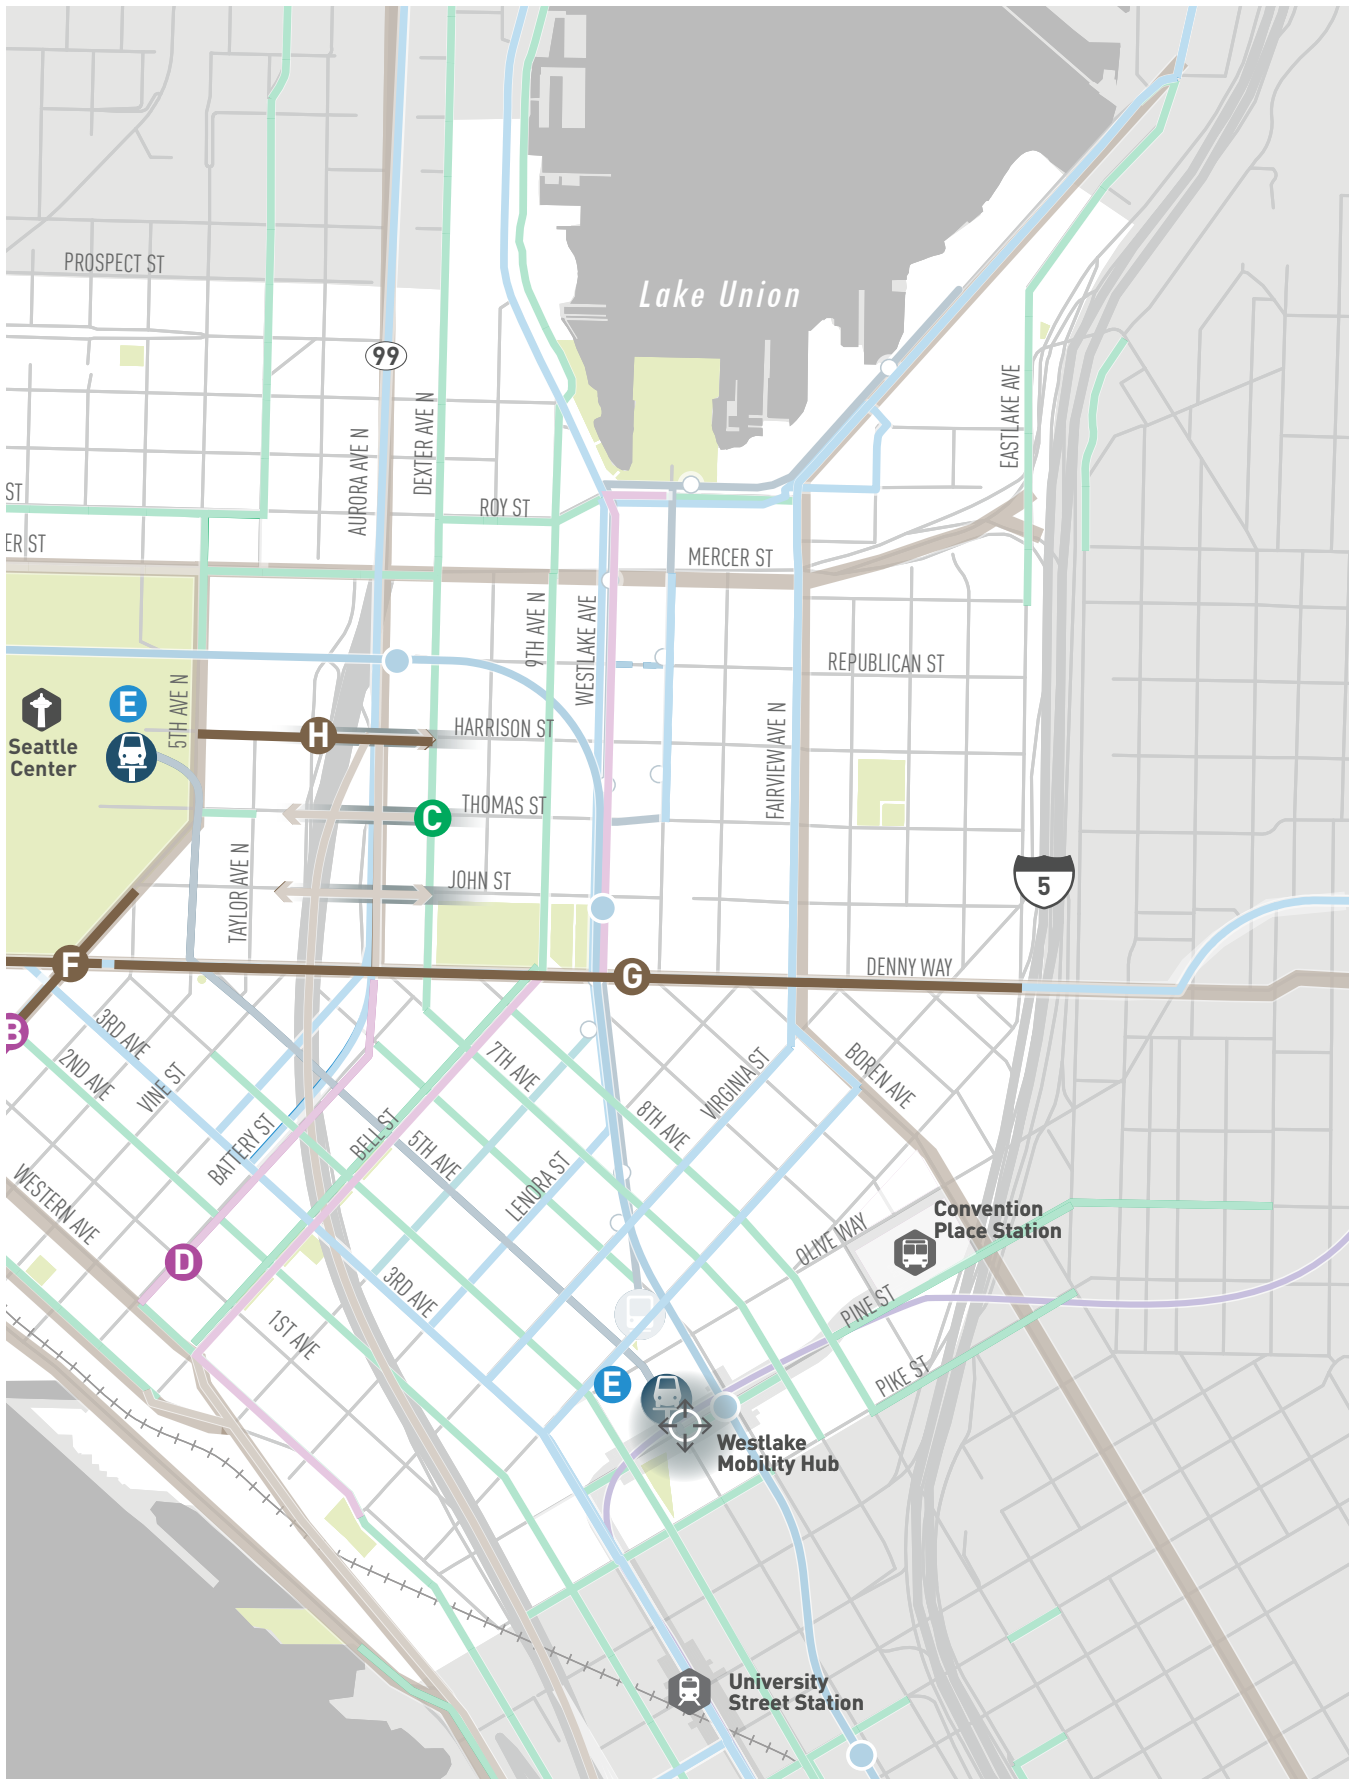 PROSPECT ST
Lake Union
99
DEXTER AVE N
AURORA AVE N
EASTLAKE AVE
ST
ROY ST
ER ST
MERCER ST
9TH AVE N
WESTLAKE AVE
REPUBLICAN ST
5TH AVE N
E
Seattle
Center
H
HARRISON ST
FAIRVIEW AVE N
C
THOMAS ST
TAYLOR AVE N
JOHN ST
5
F
G
DENNY WAY
B
3RD AVE
2ND AVE
VINE ST
7TH AVE
VIRGINIA ST
BOREN AVE
8TH AVE
BATTERY ST
BELL ST
5TH AVE
LENORA ST
WESTERN AVE
D
OLIVE WAY
Convention
Place Station
3RD AVE
1ST AVE
PINE ST
PIKE ST
E
Westlake
Mobility Hub
University
Street Station